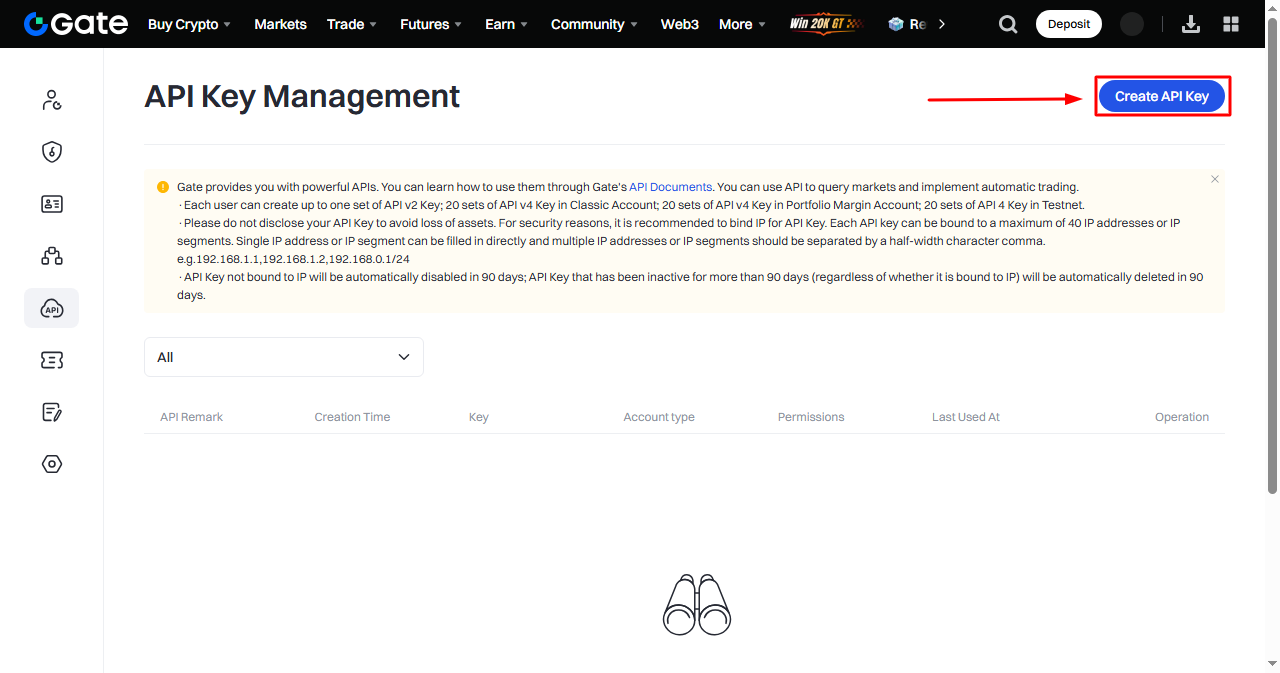 Gate Buy Crypto Markets Trade Futures Earn Community Web3 More Win 20K GT Re Deposit
API Key Management
Create API Key
Gate provides you with powerful APIs. You can learn how to use them through Gate's API Documents. You can use API to query markets and implement automatic trading.
· Each user can create up to one set of API v2 Key; 20 sets of API v4 Key in Classic Account; 20 sets of API v4 Key in Portfolio Margin Account; 20 sets of API 4 Key in Testnet.
· Please do not disclose your API Key to avoid loss of assets. For security reasons, it is recommended to bind IP for API Key. Each API key can be bound to a maximum of 40 IP addresses or IP
segments. Single IP address or IP segment can be filled in directly and multiple IP addresses or IP segments should be separated by a half-width character comma.
e.g.192.168.1.1,192.168.1.2,192.168.0.1/24
· API Key not bound to IP will be automatically disabled in 90 days; API Key that has been inactive for more than 90 days (regardless of whether it is bound to IP) will be automatically deleted in 90
days.
API
All
API Remark Creation Time Key Account type Permissions Last Used At Operation